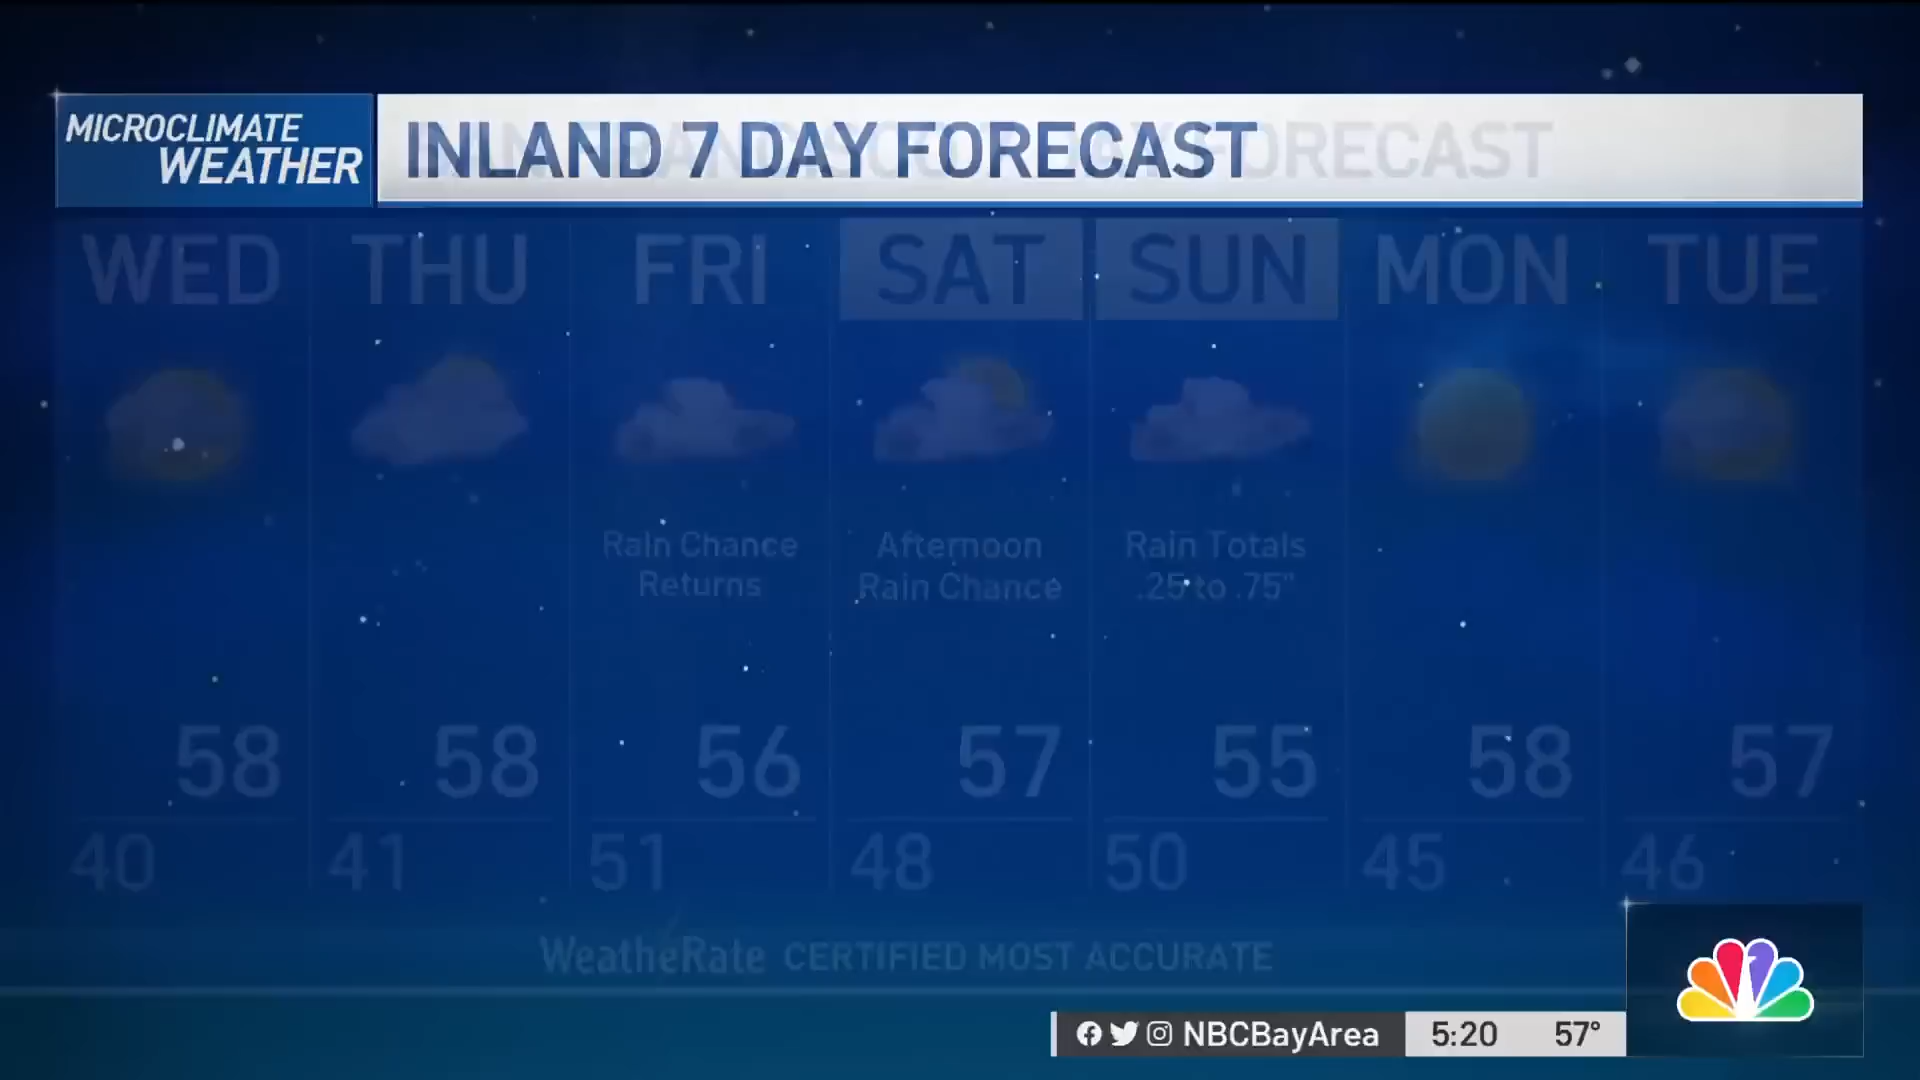 MICROCLIMATE
WEATHER
INLAND 7 DAY FORECAST
FORECAST
WED THU FRI SAT SUN MON TUE
Rain Chance Afternoon Rain Totals
Returns Rain Chance .25 to .75"
58 58 56 57 55 58 57
40 41 51 48 50 45 46
WeatheRate CERTIFIED MOST ACCURATE
NBCBayArea 5:20 57°